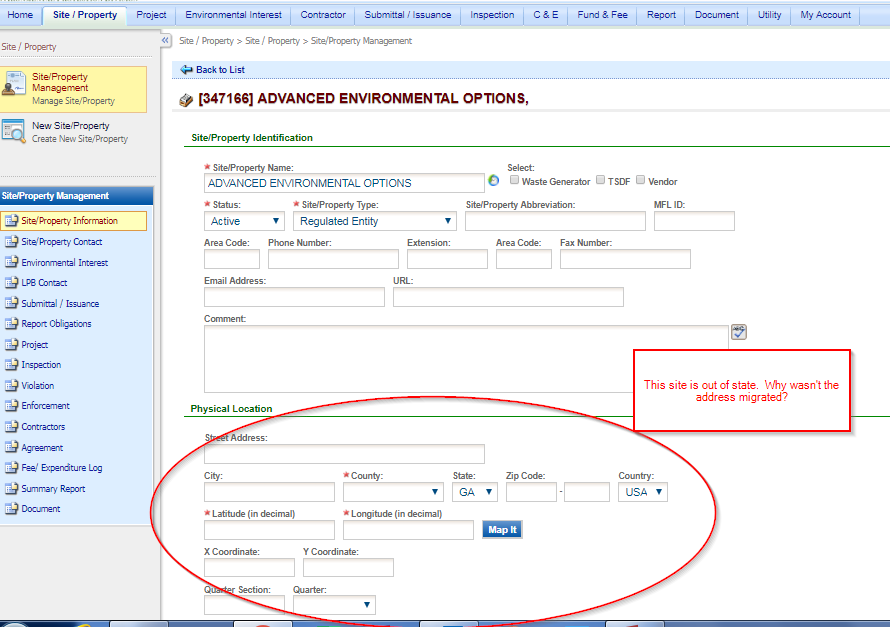 Home Site / Property Project Environmental Interest Contractor Submittal / Issuance Inspection C & E Fund & Fee Report Document Utility My Account
Site / Property
Site / Property > Site / Property > Site/Property Management
Site/Property
Management
Manage Site/Property
New Site/Property
Create New Site/Property
Site/Property Management
Site/Property Information
Site/Property Contact
Environmental Interest
LPB Contact
Submittal / Issuance
Report Obligations
Project
Inspection
Violation
Enforcement
Contractors
Agreement
Fee/ Expenditure Log
Summary Report
Document
Back to List
[347166] ADVANCED ENVIRONMENTAL OPTIONS,
Site/Property Identification
* Site/Property Name: Select:
ADVANCED ENVIRONMENTAL OPTIONS Waste Generator TSDF Vendor
* Status: * Site/Property Type: Site/Property Abbreviation: MFL ID:
Active Regulated Entity
Area Code: Phone Number: Extension: Area Code: Fax Number:
Email Address: URL:
Comment:
ABC
This site is out of state. Why wasn't the
address migrated?
Physical Location
Street Address:
City: * County: State: Zip Code: Country:
GA - USA
* Latitude (in decimal) * Longitude (in decimal)
Map It
X Coordinate: Y Coordinate:
Quarter Section: Quarter: